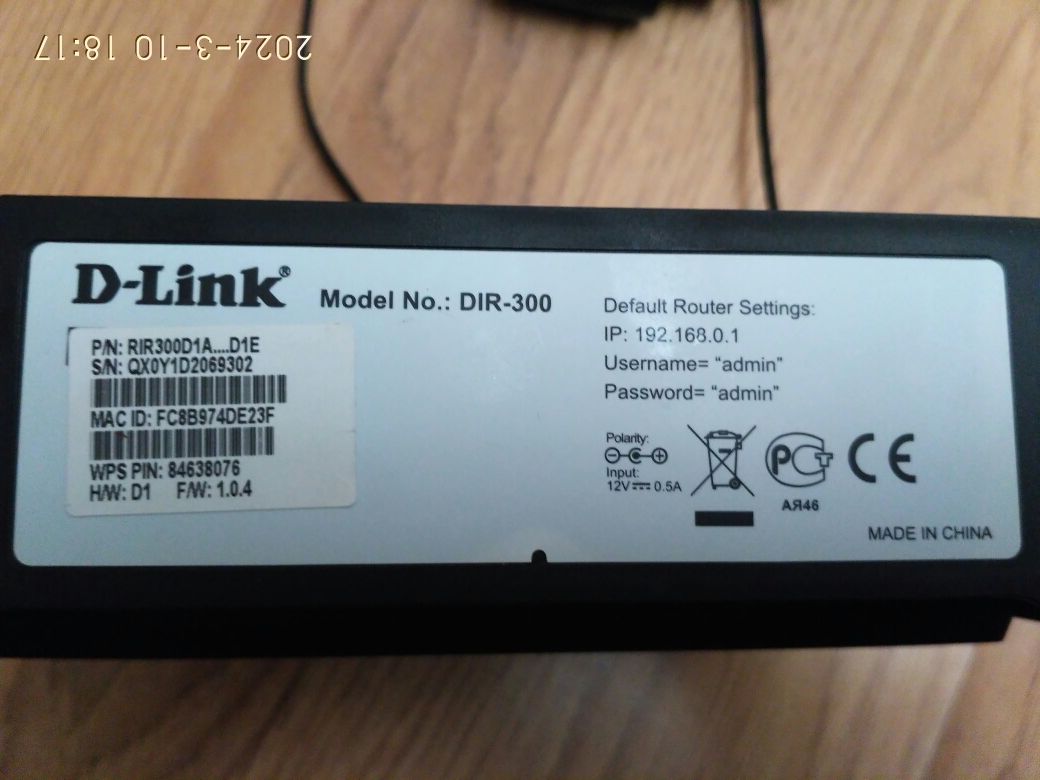 2024-3-10 18:17
D-Link®
Model No.: DIR-300
P/N: RIR300D1A....D1E
S/N: QX0Y1D2069302
MAC ID: FC8B974DE23F
WPS PIN: 84638076
H/W: D1 F/W: 1.0.4
Default Router Settings:
IP: 192.168.0.1
Username= “admin”
Password= “admin”
Polarity:
Input:
12V⎓0.5A
РСТ
АЯ46
CE
MADE IN CHINA